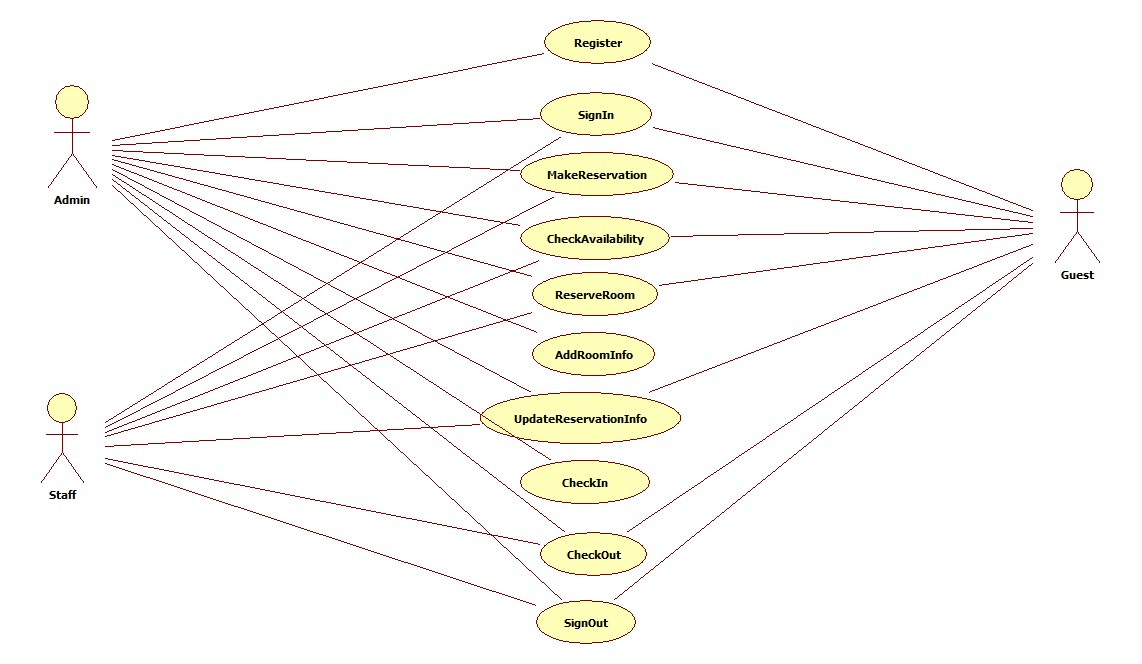 Register
SignIn
Admin
MakeReservation
CheckAvailability
Guest
ReserveRoom
AddRoomInfo
UpdateReservationInfo
CheckIn
Staff
CheckOut
SignOut